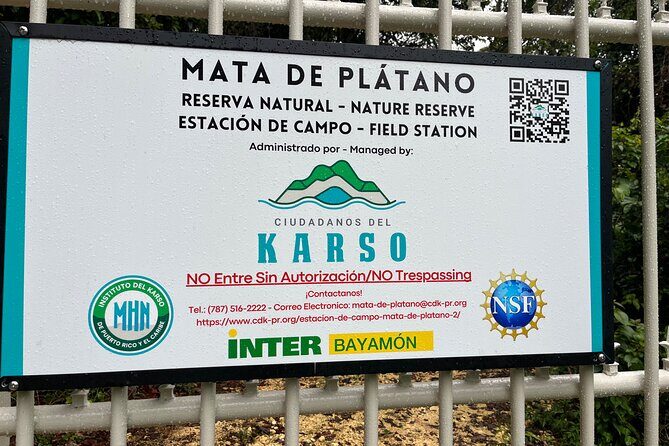 MATA DE PLÁTANO
RESERVA NATURAL - NATURE RESERVE
ESTACIÓN DE CAMPO - FIELD STATION
Administrado por - Managed by:
CIUDADANOS DEL
KARSO
NO Entre Sin Autorización/NO Trespassing
¡Contactanos!
Tel.: (787) 516-2222 - Correo Electronico: mata-de-platano@cdk-pr.org
https://www.cdk-pr.org/estacion-de-campo-mata-de-platano-2/
INSTITUTO DEL KARSO
MHN
DE PUERTO RICO Y EL CARIBE
NSF
INTER BAYAMÓN